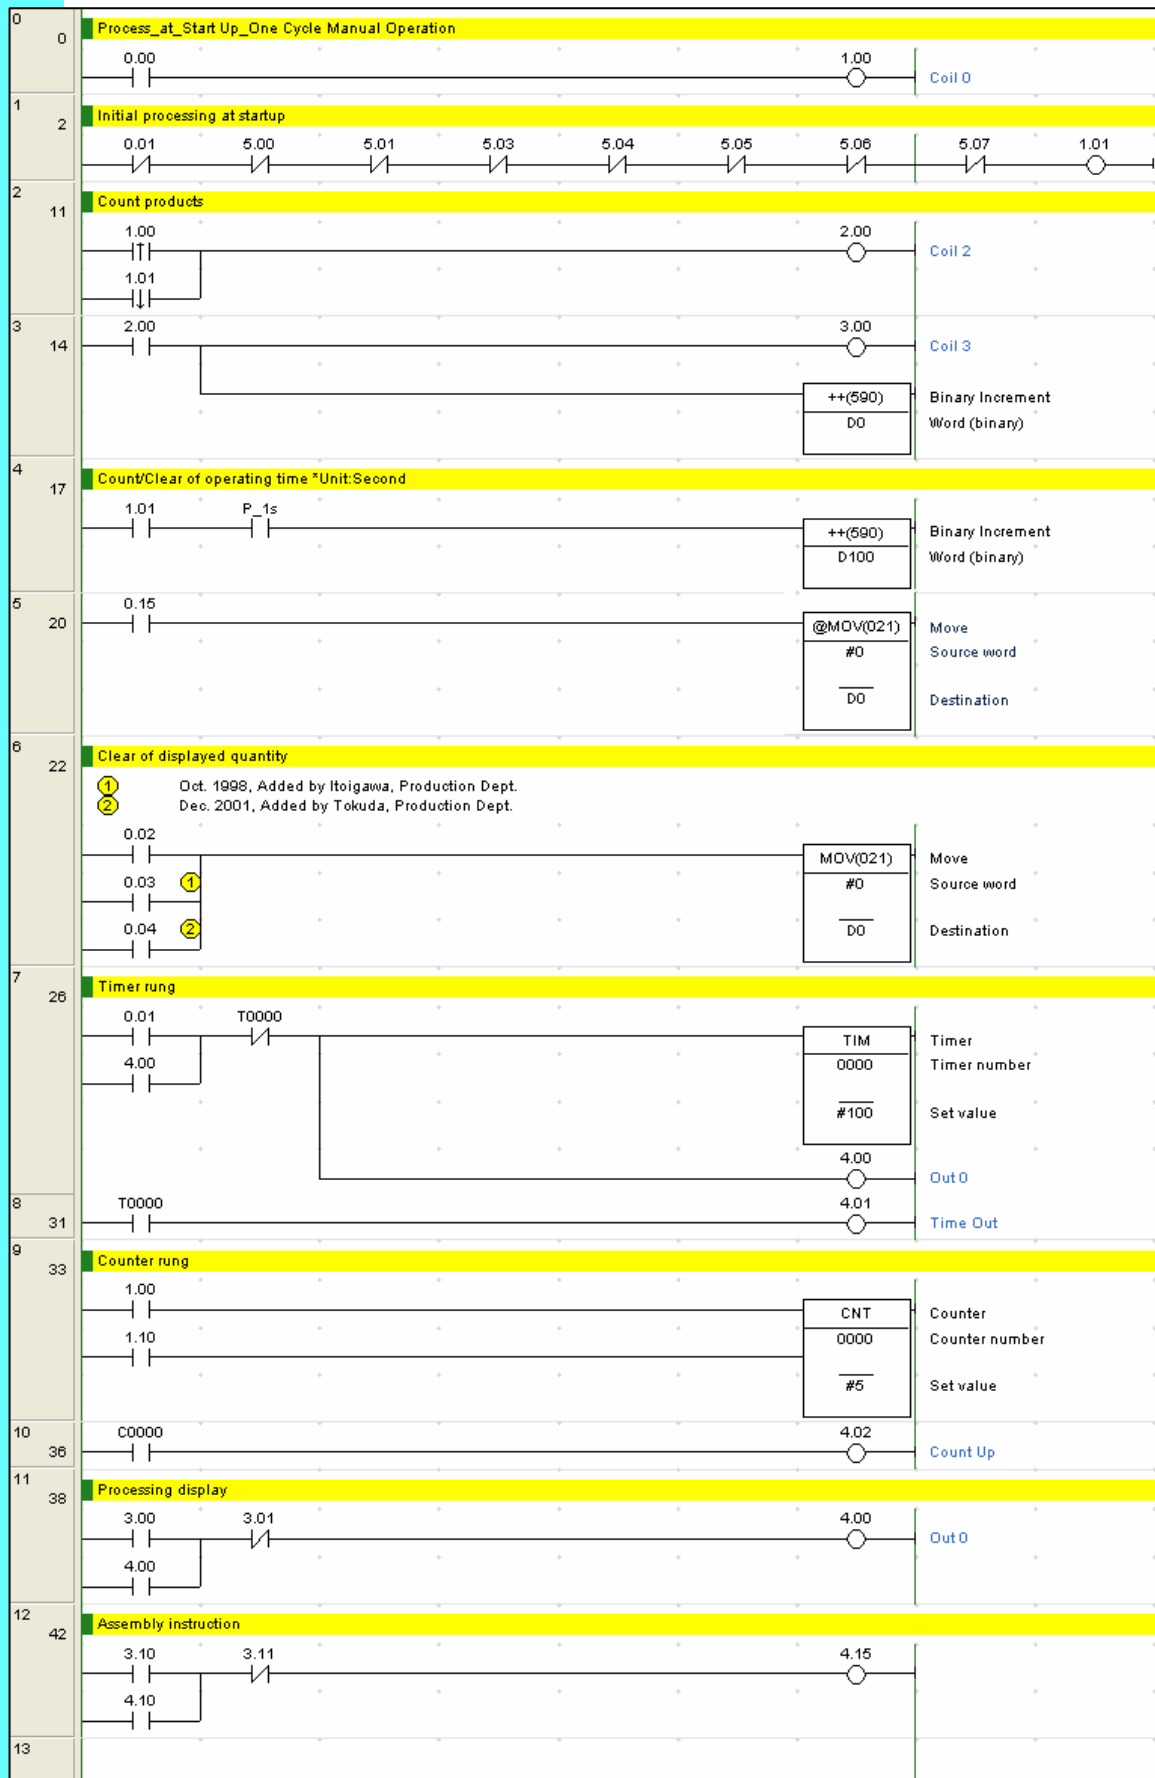 0
0
Process_at_Start Up_One Cycle Manual Operation
0.00 1.00
Coil 0
1
2
Initial processing at startup
0.01 5.00 5.01 5.03 5.04 5.05 5.06 5.07 1.01
2
11
Count products
1.00 2.00
Coil 2
1.01
3
14
2.00 3.00
Coil 3
++(590) Binary Increment
D0 Word (binary)
4
17
Count/Clear of operating time *Unit:Second
1.01 P_1s
++(590) Binary Increment
D100 Word (binary)
5
20
0.15
@MOV(021) Move
#0 Source word
D0 Destination
6
22
Clear of displayed quantity
1 Oct. 1998, Added by Itoigawa, Production Dept.
2 Dec. 2001, Added by Tokuda, Production Dept.
0.02
MOV(021) Move
0.03 1 #0 Source word
0.04 2 D0 Destination
7
26
Timer rung
0.01 T0000
TIM Timer
4.00 0000 Timer number
#100 Set value
4.00
Out 0
8
31
T0000 4.01
Time Out
9
33
Counter rung
1.00
CNT Counter
1.10 0000 Counter number
#5 Set value
10
36
C0000 4.02
Count Up
11
38
Processing display
3.00 3.01 4.00
Out 0
4.00
12
42
Assembly instruction
3.10 3.11 4.15
4.10
13